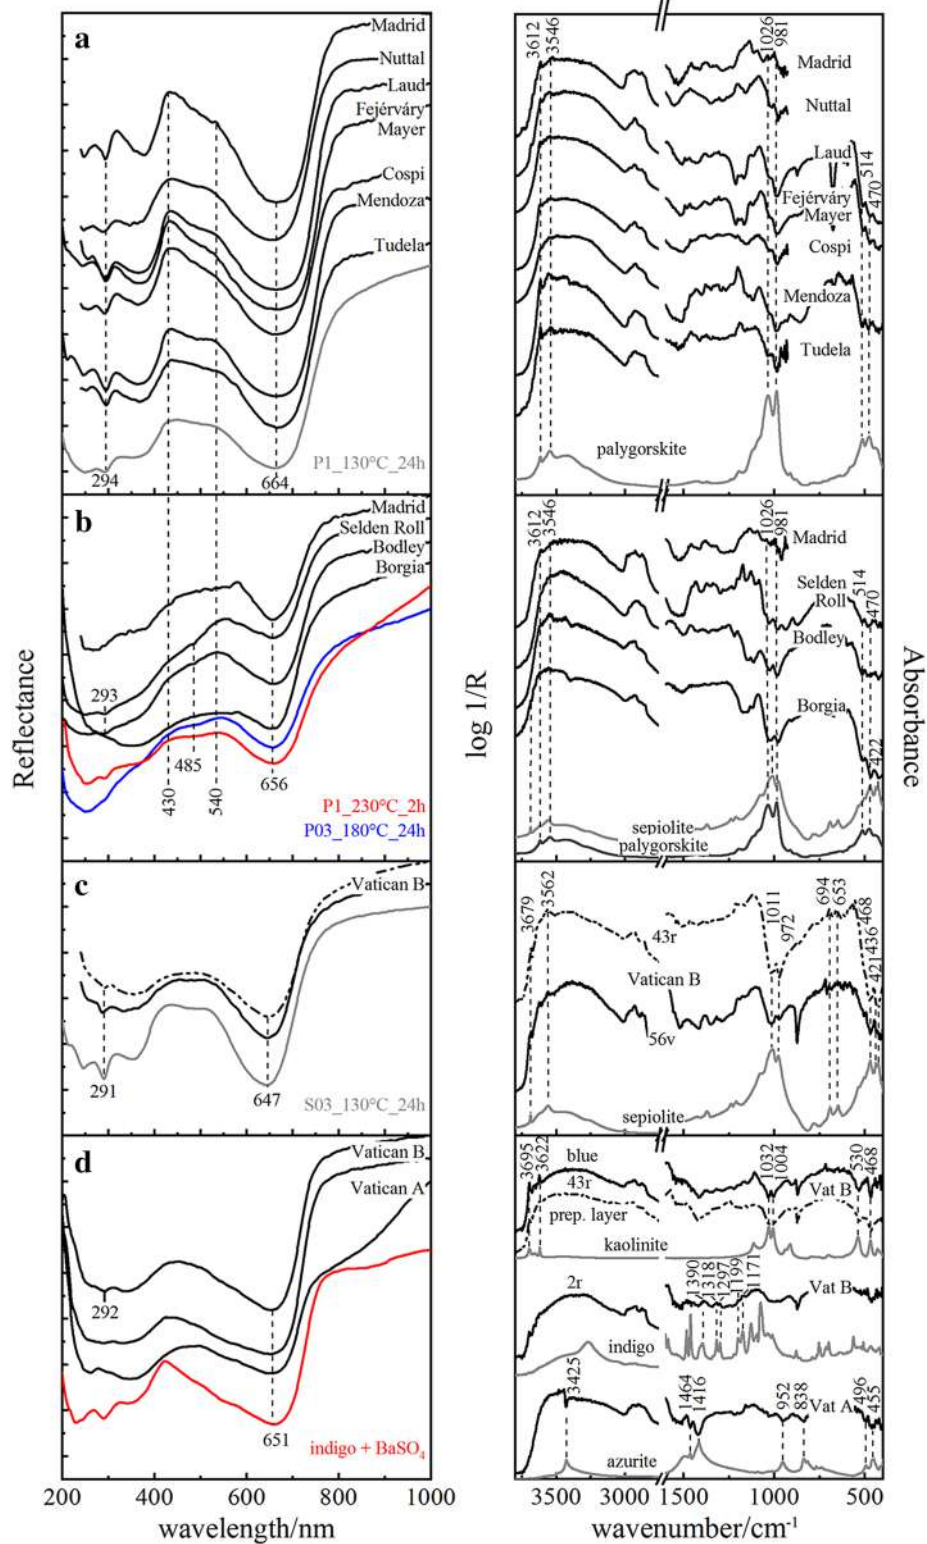 a
Madrid
Nuttal
Laud
Fejérváry
Mayer
Cospi
Mendoza
Tudela
P1_130°C_24h
294
664
3612
3546
1026
981
Madrid
Nuttal
Laud
514
470
Fejérváry
Mayer
Cospi
Mendoza
Tudela
palygorskite
b
Madrid
Selden Roll
Bodley
Borgia
293
430
485
540
656
P1_230°C_2h
P03_180°C_24h
3612
3546
1026
981
Madrid
Selden
Roll
514
470
Bodley
Borgia
422
sepiolite
palygorskite
Reflectance
log 1/R
Absorbance
c
Vatican B
291
647
S03_130°C_24h
3679
3562
1011
972
694
653
468
436
421
43r
Vatican B
56v
sepiolite
d
Vatican B
Vatican A
292
651
indigo + BaSO₄
3695
3622
blue
43r
prep. layer
1032
1004
530
468
Vat B
kaolinite
2r
1390
1318
1297
1199
1171
Vat B
indigo
3425
1464
1416
952
838
Vat A
496
455
azurite
200 400 600 800 1000
wavelength/nm
3500 3000 1500 1000 500
wavenumber/cm⁻¹